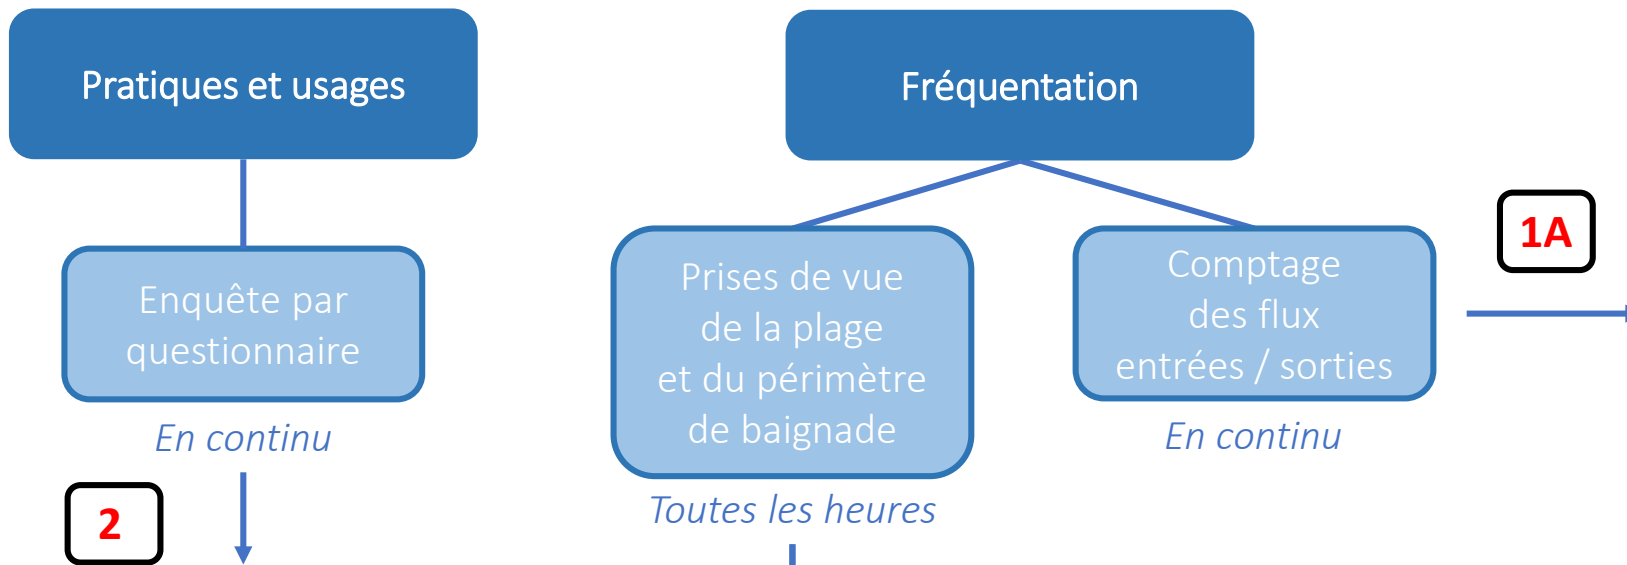 Pratiques et usages
Enquête par
questionnaire
En continu
2
Fréquentation
Prises de vue
de la plage
et du périmètre
de baignade
Toutes les heures
Comptage
des flux
entrées / sorties
En continu
1A